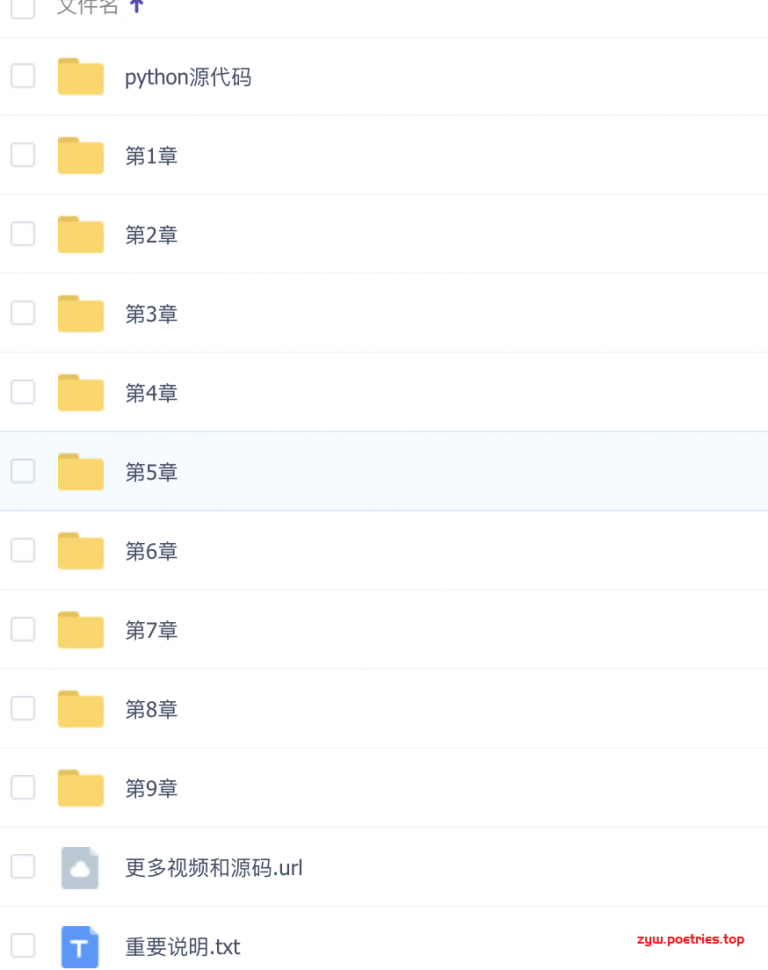 文件名
python源代码
第1章
第2章
第3章
第4章
第5章
第6章
第7章
第8章
第9章
更多视频和源码.url
重要说明.txt
zyw.poetries.top